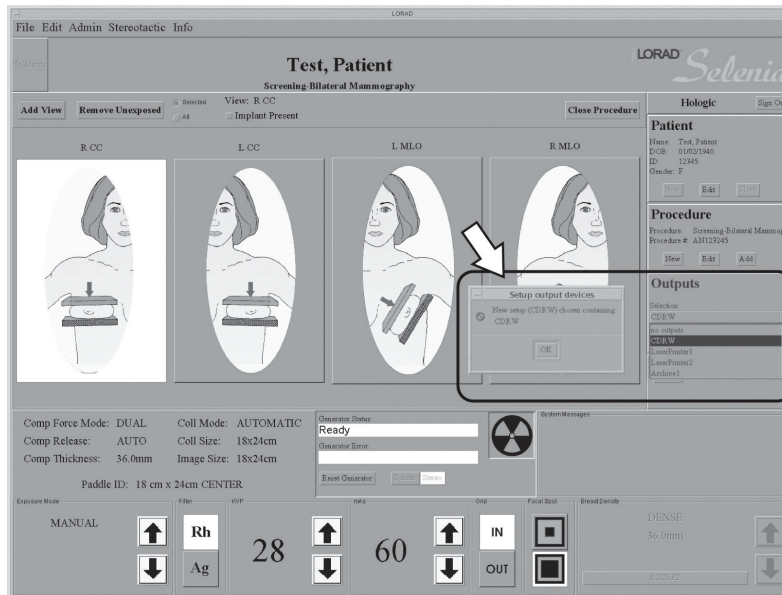 LORAD
File Edit Admin Stereotactic Info
Test, Patient
Screening-Bilateral Mammography
LORAD
Selenia
Add View
Remove Unexposed
Selected
All
View: R CC
Implant Present
Close Procedure
Hologic
R CC
L CC
L MLO
R MLO
Patient
Name: Test, Patient
DOB: 01/02/1940
ID: 12345
Gender: F
New Edit Close
Procedure
Procedure: Screening-Bilateral Mammog
Procedure #: AN123245
New Edit Add
Outputs
Selection:
CDRW
no outputs
CDRW
LaserPrinter1
LaserPrinter2
Archive1
Setup output devices
New setup (CDRW) chosen containing:
CDRW
OK
Comp Force Mode: DUAL
Comp Release: AUTO
Comp Thickness: 36.0mm
Coll Mode: AUTOMATIC
Coll Size: 18x24cm
Image Size: 18x24cm
Paddle ID: 18 cm x 24cm CENTER
Generator Status
Ready
Generator Error:
Reset Generator
Stereo
System Messages
Exposure Mode
MANUAL
Filter
Rh
Ag
kVP
28
mAs
60
Grid
IN
OUT
Focal Spot
Breast Density
DENSE
36.0mm
ACCEPT